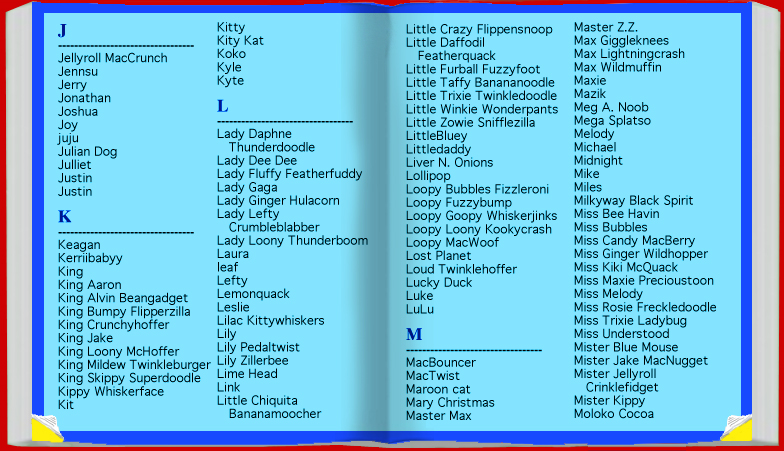 J
----------------------------------
Jellyroll MacCrunch
Jennsu
Jerry
Jonathan
Joshua
Joy
juju
Julian Dog
Julliet
Justin
Justin
K
----------------------------------
Keagan
Kerriibabyy
King
King Aaron
King Alvin Beangadget
King Bumpy Flipperzilla
King Crunchyhoffer
King Jake
King Loony McHoffer
King Mildew Twinkleburger
King Skippy Superdoodle
Kippy Whiskerface
Kit
Kitty
Kity Kat
Koko
Kyle
Kyte
L
----------------------------------
Lady Daphne
Thunderdoodle
Lady Dee Dee
Lady Fluffy Featherfuddy
Lady Gaga
Lady Ginger Hulacorn
Lady Lefty
Crumbleblabber
Lady Loony Thunderboom
Laura
leaf
Lefty
Lemonquack
Leslie
Lilac Kittywhiskers
Lily
Lily Pedaltwist
Lily Zillerbee
Lime Head
Link
Little Chiquita
Bananamoocher
Little Crazy Flippensnoop
Little Daffodil
Featherquack
Little Furball Fuzzyfoot
Little Taffy Banananoodle
Little Trixie Twinkledoodle
Little Winkie Wonderpants
Little Zowie Snifflezilla
LittleBluey
Littledaddy
Liver N. Onions
Lollipop
Loopy Bubbles Fizzleroni
Loopy Fuzzybump
Loopy Goopy Whiskerjinks
Loopy Loony Kookycrash
Loopy MacWoof
Lost Planet
Loud Twinklehoffer
Lucky Duck
Luke
LuLu
M
----------------------------------
MacBouncer
MacTwist
Maroon cat
Mary Christmas
Master Max
Master Z.Z.
Max Giggleknees
Max Lightningcrash
Max Wildmuffin
Maxie
Mazik
Meg A. Noob
Mega Splatso
Melody
Michael
Midnight
Mike
Miles
Milkyway Black Spirit
Miss Bee Havin
Miss Bubbles
Miss Candy MacBerry
Miss Ginger Wildhopper
Miss Kiki McQuack
Miss Maxie Precioustoon
Miss Melody
Miss Rosie Freckledoodle
Miss Trixie Ladybug
Miss Understood
Mister Blue Mouse
Mister Jake MacNugget
Mister Jellyroll
Crinklefidget
Mister Kippy
Moloko Cocoa